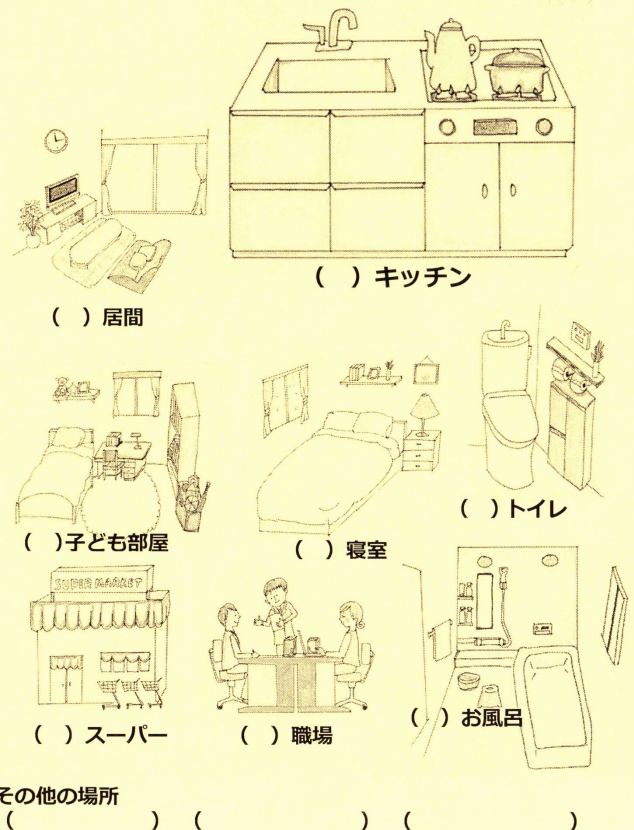 (　) キッチン
(　) 居間
(　)子ども部屋
(　) 寝室
(　)トイレ
SUPER MARKET
(　) スーパー
(　) 職場
(　) お風呂
その他の場所
(　　　　　　) (　　　　　　) (　　　　　　)